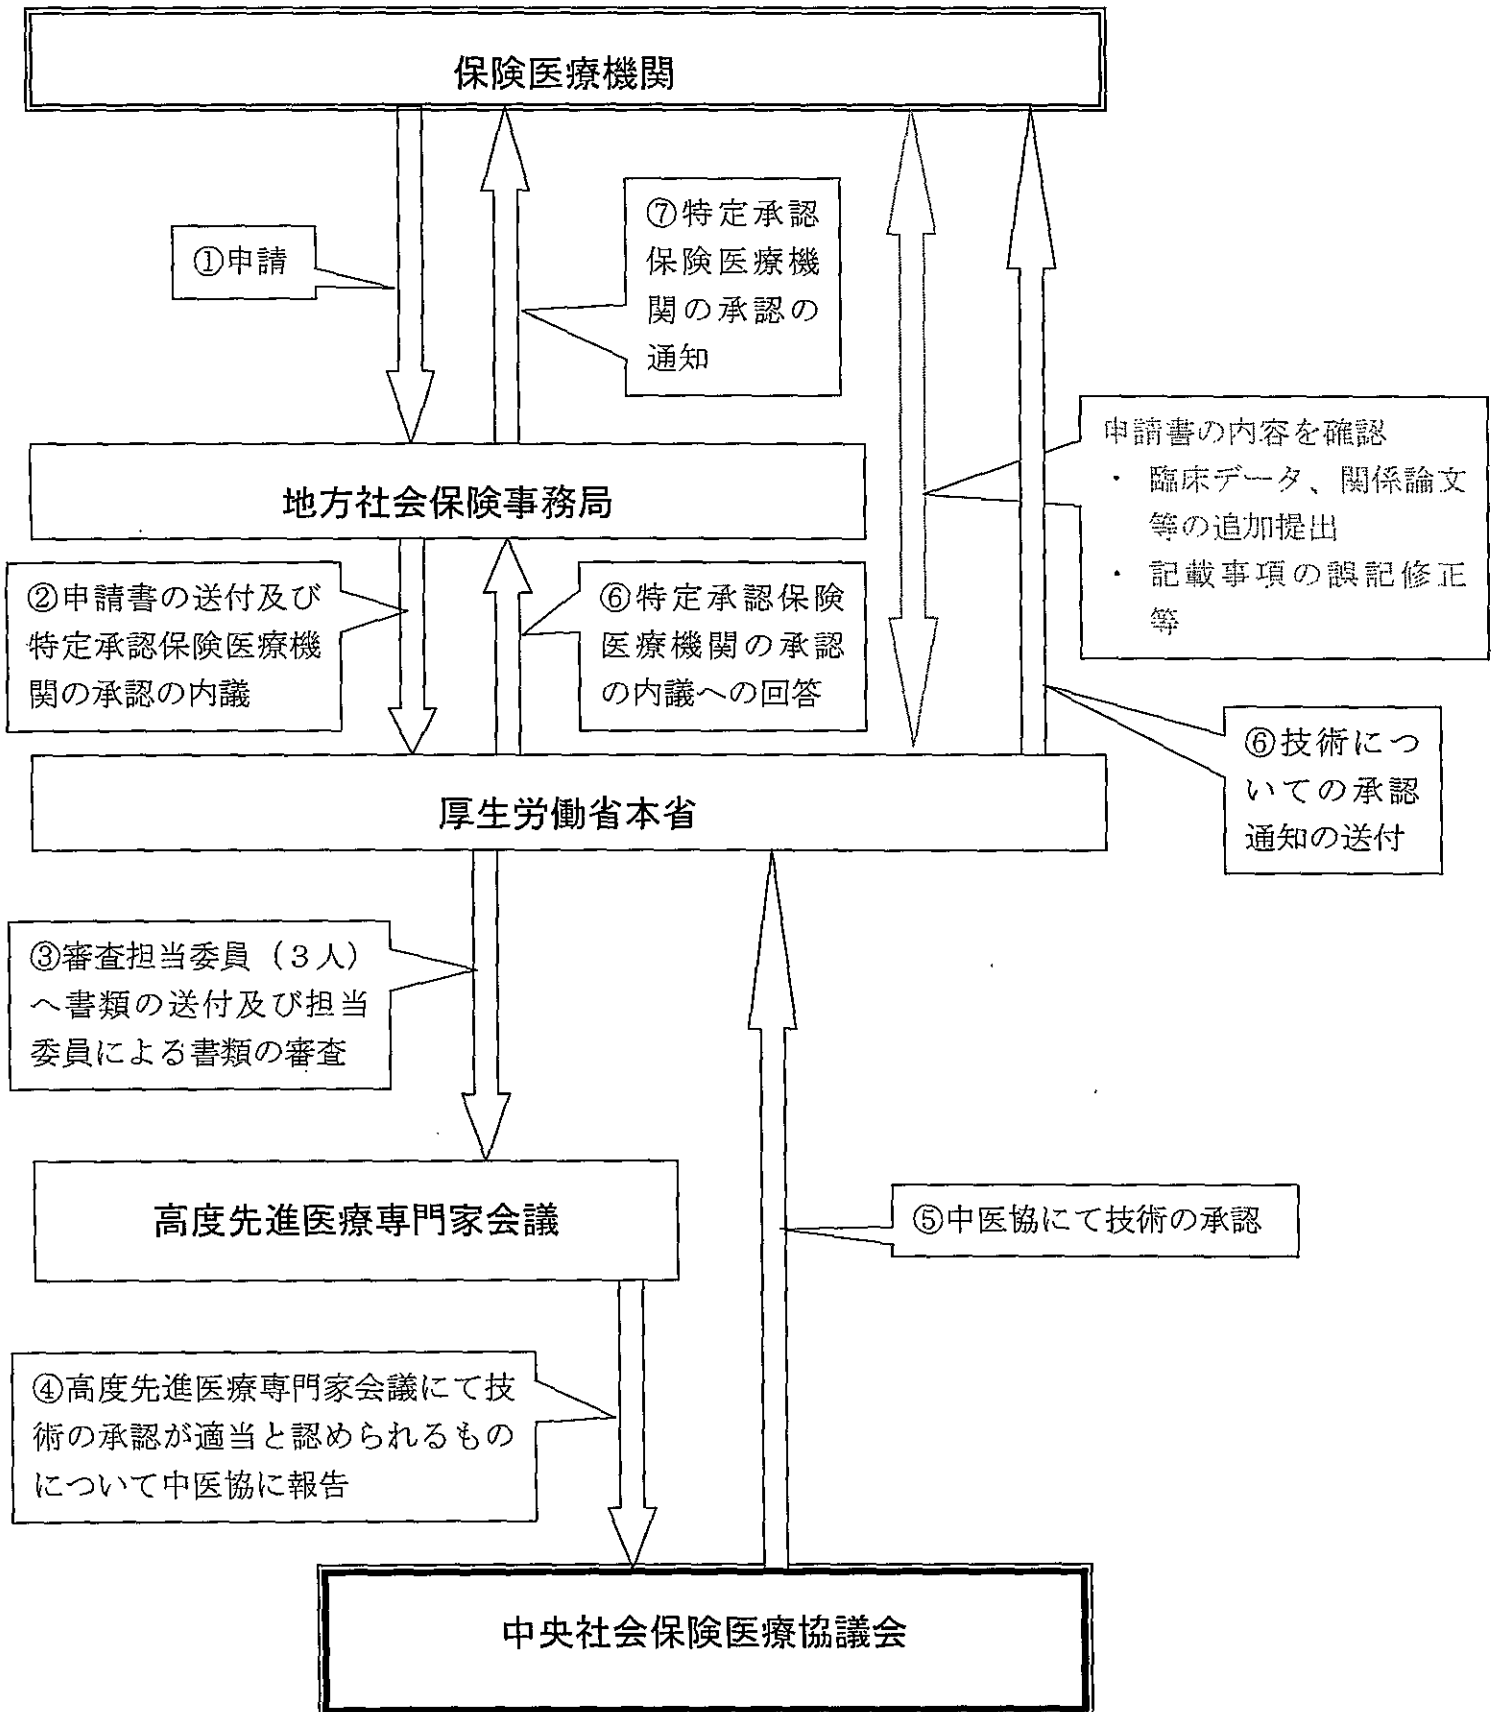 保険医療機関
①申請
⑦特定承認
保険医療機
関の承認の
通知
申請書の内容を確認
・ 臨床データ、関係論文
等の追加提出
・ 記載事項の誤記修正
等
地方社会保険事務局
②申請書の送付及び
特定承認保険医療機
関の承認の内議
⑥特定承認保険
医療機関の承認
の内議への回答
⑥技術につ
いての承認
通知の送付
厚生労働省本省
③審査担当委員（３人）
へ書類の送付及び担当
委員による書類の審査
高度先進医療専門家会議
⑤中医協にて技術の承認
④高度先進医療専門家会議にて技
術の承認が適当と認められるもの
について中医協に報告
中央社会保険医療協議会